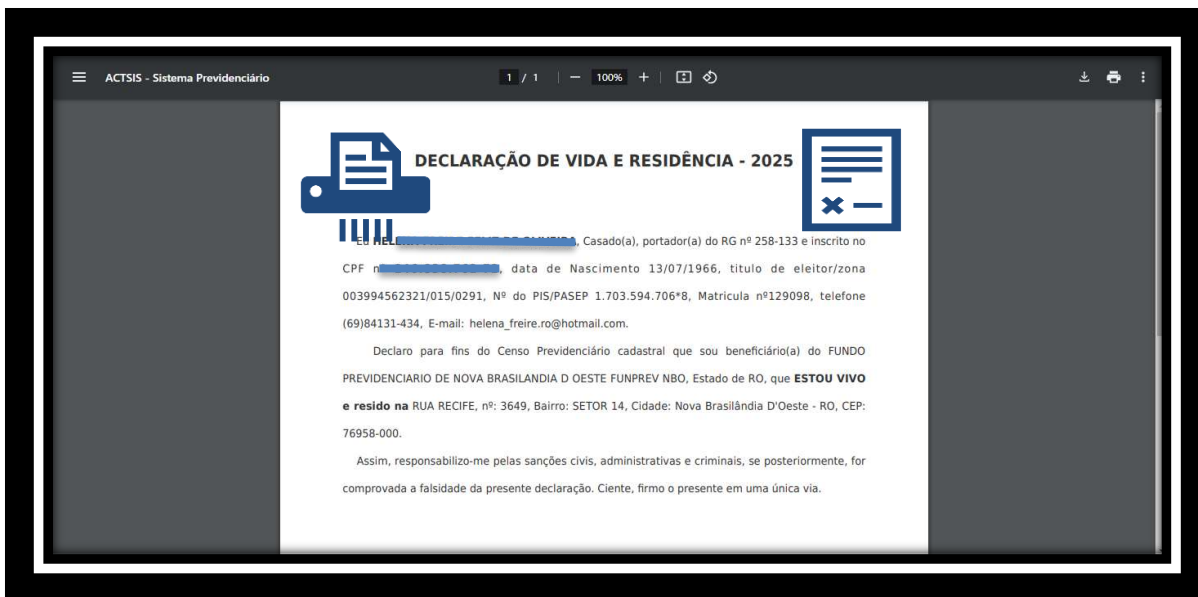 ACTSIS - Sistema Previdenciário
1 / 1 | − 100% + |
DECLARAÇÃO DE VIDA E RESIDÊNCIA - 2025
Eu , Casado(a), portador(a) do RG nº 258-133 e inscrito no
CPF , data de Nascimento 13/07/1966, titulo de eleitor/zona
003994562321/015/0291, Nº do PIS/PASEP 1.703.594.706*8, Matricula nº129098, telefone
(69)84131-434, E-mail: helena_freire.ro@hotmail.com.
Declaro para fins do Censo Previdenciário cadastral que sou beneficiário(a) do FUNDO
PREVIDENCIARIO DE NOVA BRASILANDIA D OESTE FUNPREV NBO, Estado de RO, que ESTOU VIVO
e resido na RUA RECIFE, nº: 3649, Bairro: SETOR 14, Cidade: Nova Brasilândia D'Oeste - RO, CEP:
76958-000.
Assim, responsabilizo-me pelas sanções civis, administrativas e criminais, se posteriormente, for
comprovada a falsidade da presente declaração. Ciente, firmo o presente em uma única via.